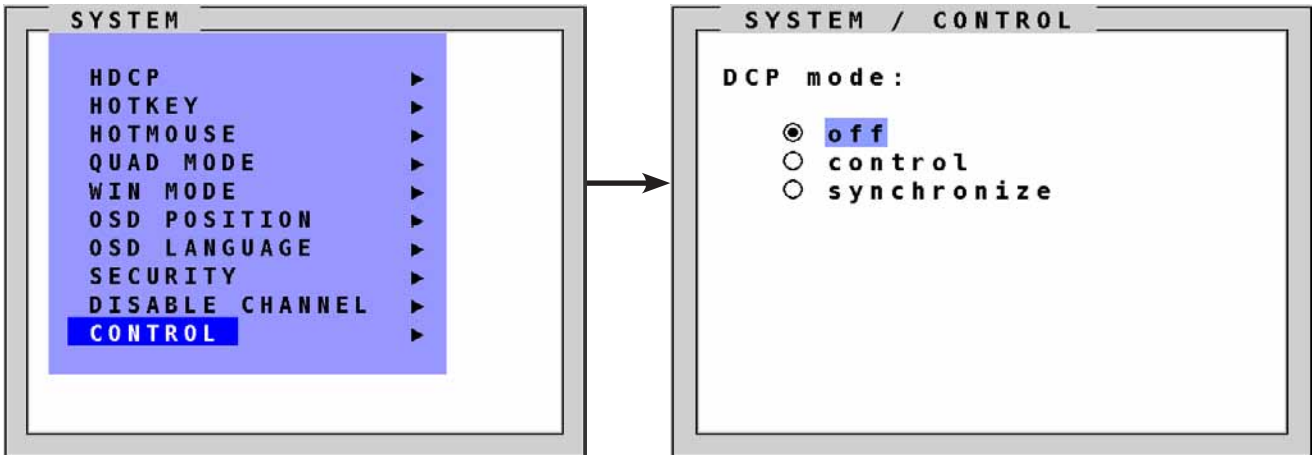 SYSTEM
HDCP
HOTKEY
HOTMOUSE
QUAD MODE
WIN MODE
OSD POSITION
OSD LANGUAGE
SECURITY
DISABLE CHANNEL
CONTROL
SYSTEM / CONTROL
DCP mode:
off
control
synchronize